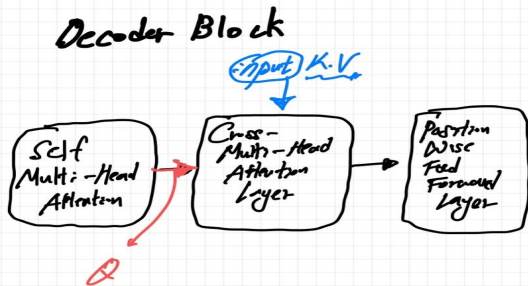 Decoder Block
input K.V
Self
Multi-Head
Attention
Cross-
Multi-Head
Attention
Layer
Position
Wise
Feed
Forward
Layer
Q